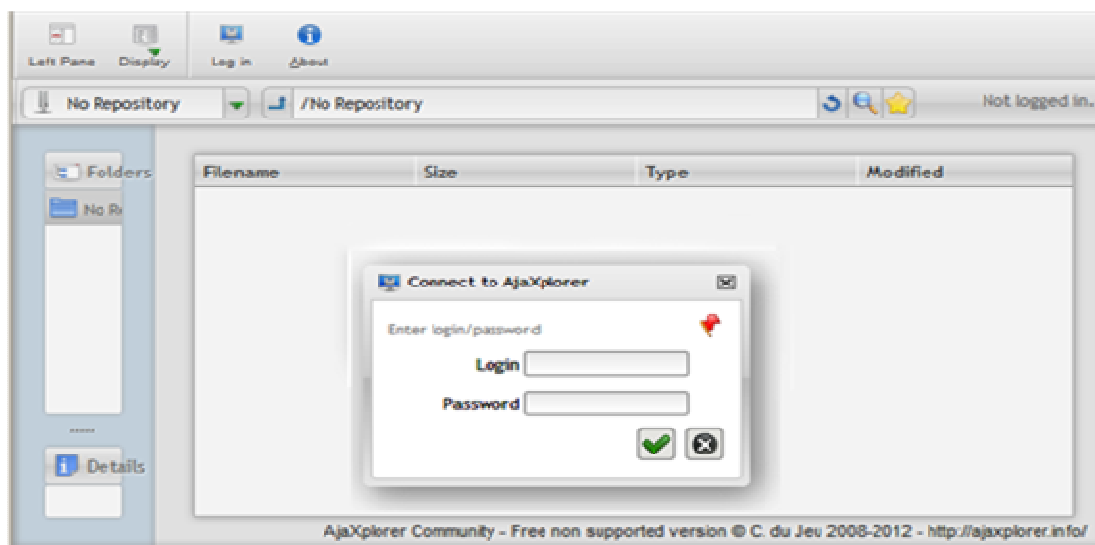 Left Pane Display Log in About
No Repository /No Repository Not logged in.
Folders Filename Size Type Modified
No Re
Connect to AjaXplorer
Enter login/password
Login
Password
Details
AjaXplorer Community - Free non supported version © C. du Jeu 2008-2012 - http://ajaxplorer.info/